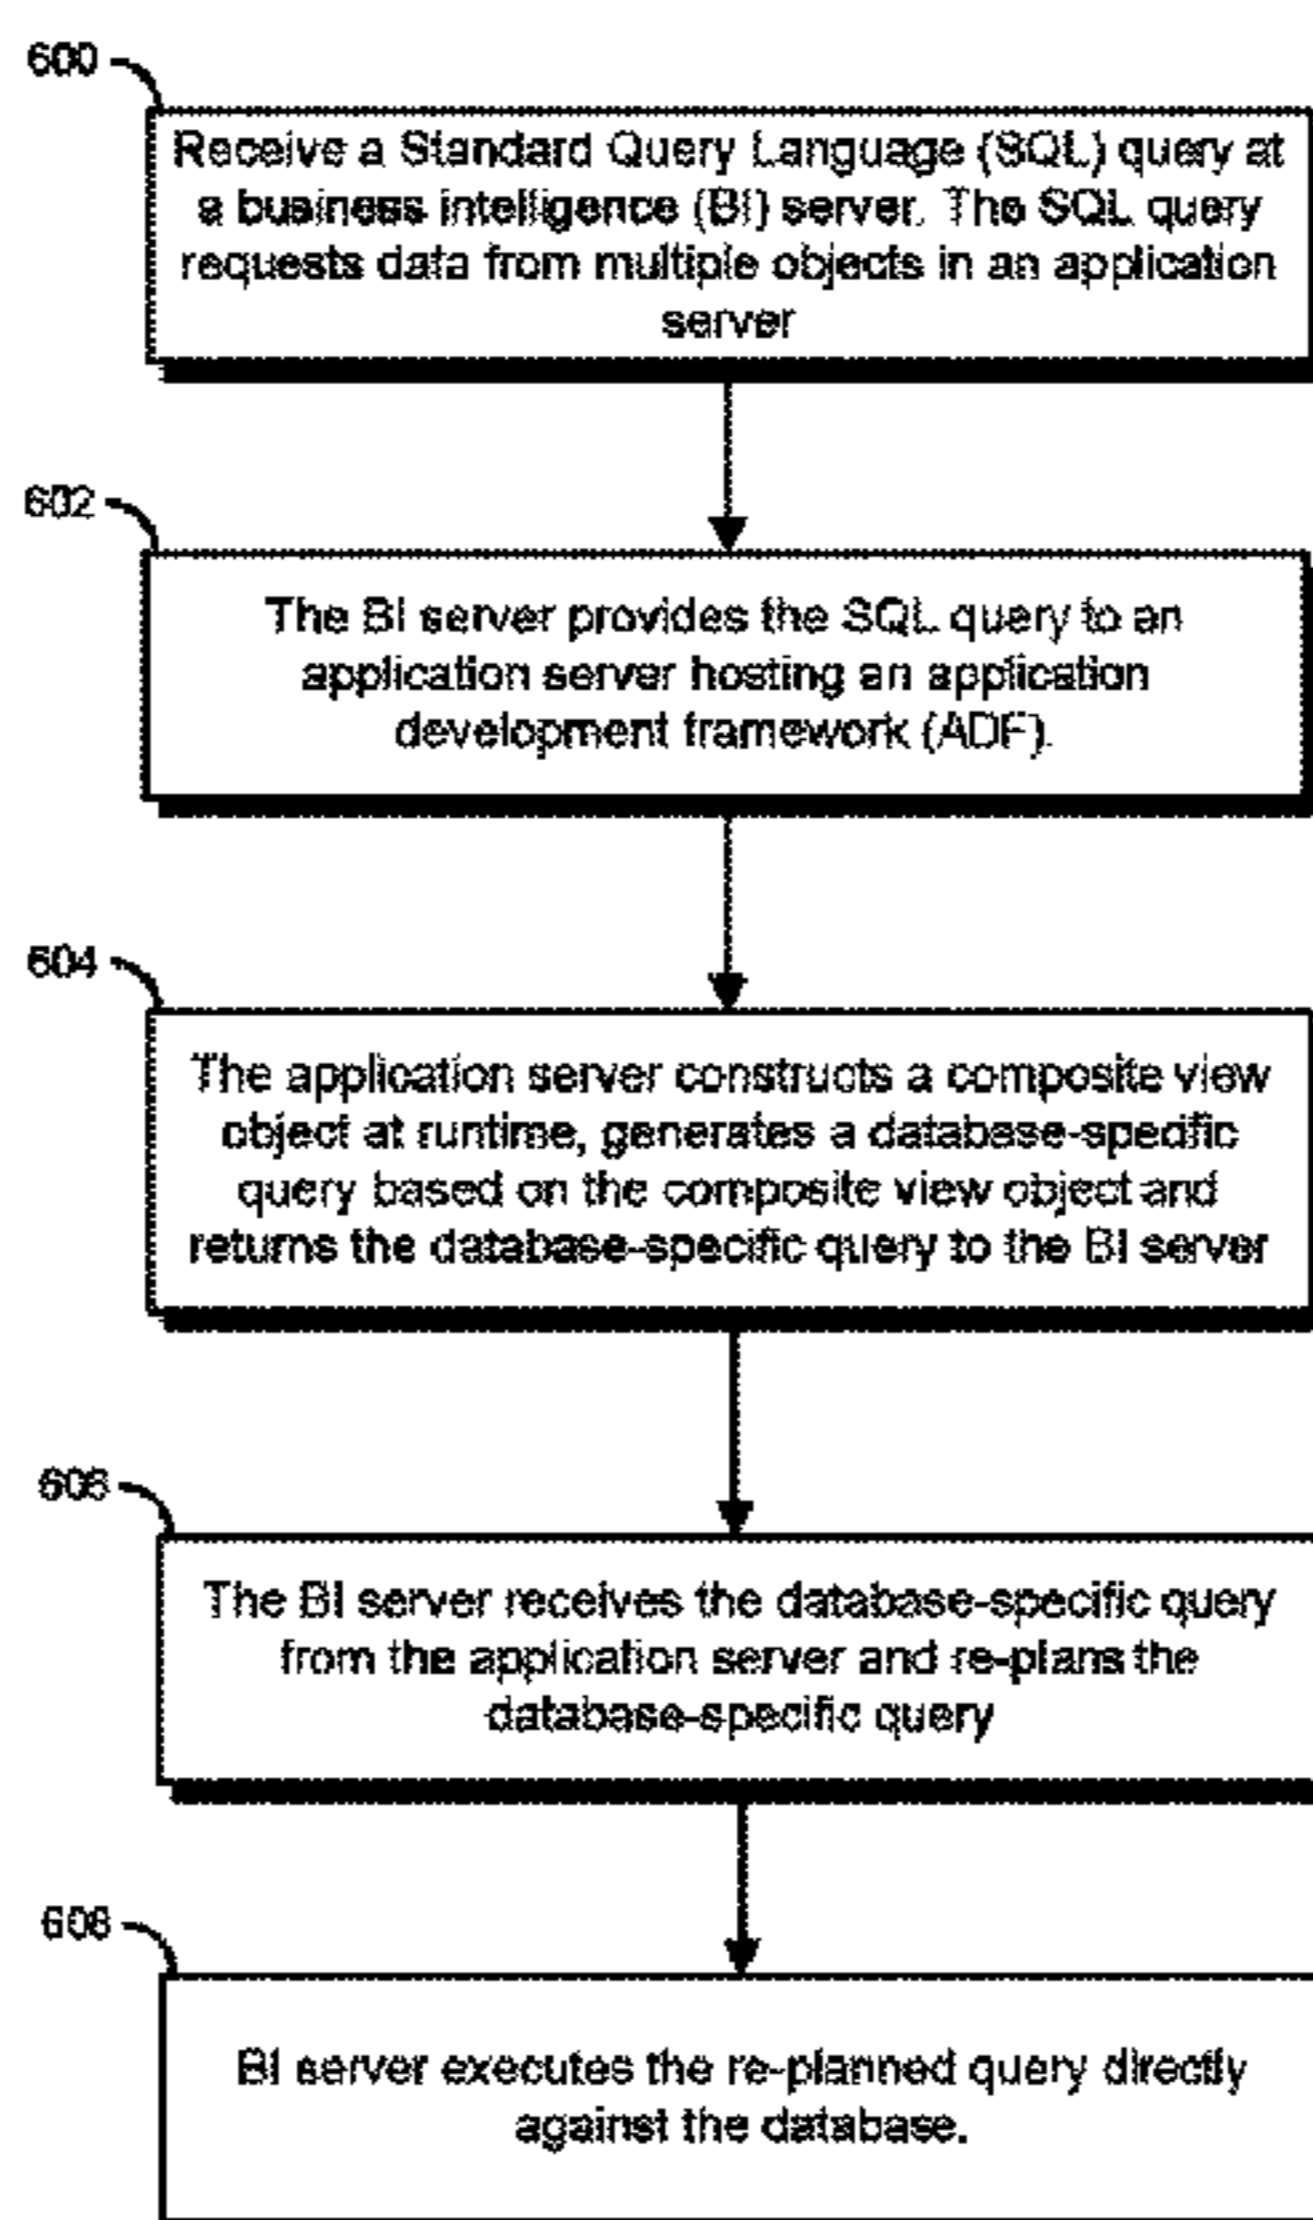 600
Receive a Standard Query Language (SQL) query at
a business intelligence (BI) server. The SQL query
requests data from multiple objects in an application
server
602
The BI server provides the SQL query to an
application server hosting an application
development framework (ADF).
604
The application server constructs a composite view
object at runtime, generates a database-specific
query based on the composite view object and
returns the database-specific query to the BI server
606
The BI server receives the database-specific query
from the application server and re-plans the
database-specific query
608
BI server executes the re-planned query directly
against the database.